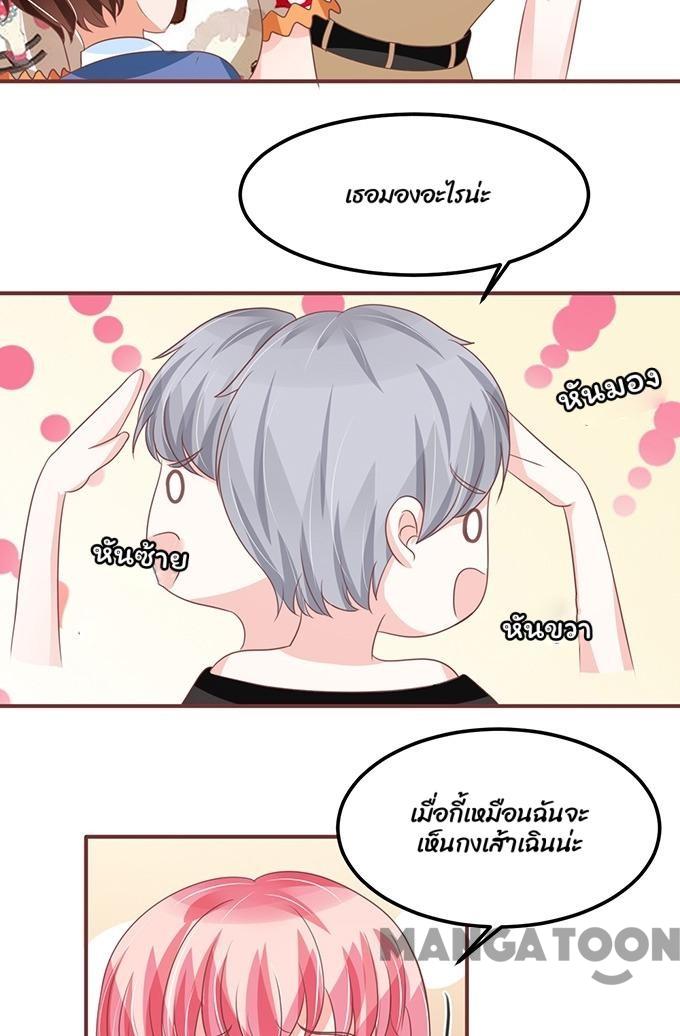 เธอมองอะไรน่ะ
หันมอง
หันซ้าย
หันขวา
เมื่อกี้เหมือนฉันจะ
เห็นกงเส้าเฉินน่ะ
MANGATOON